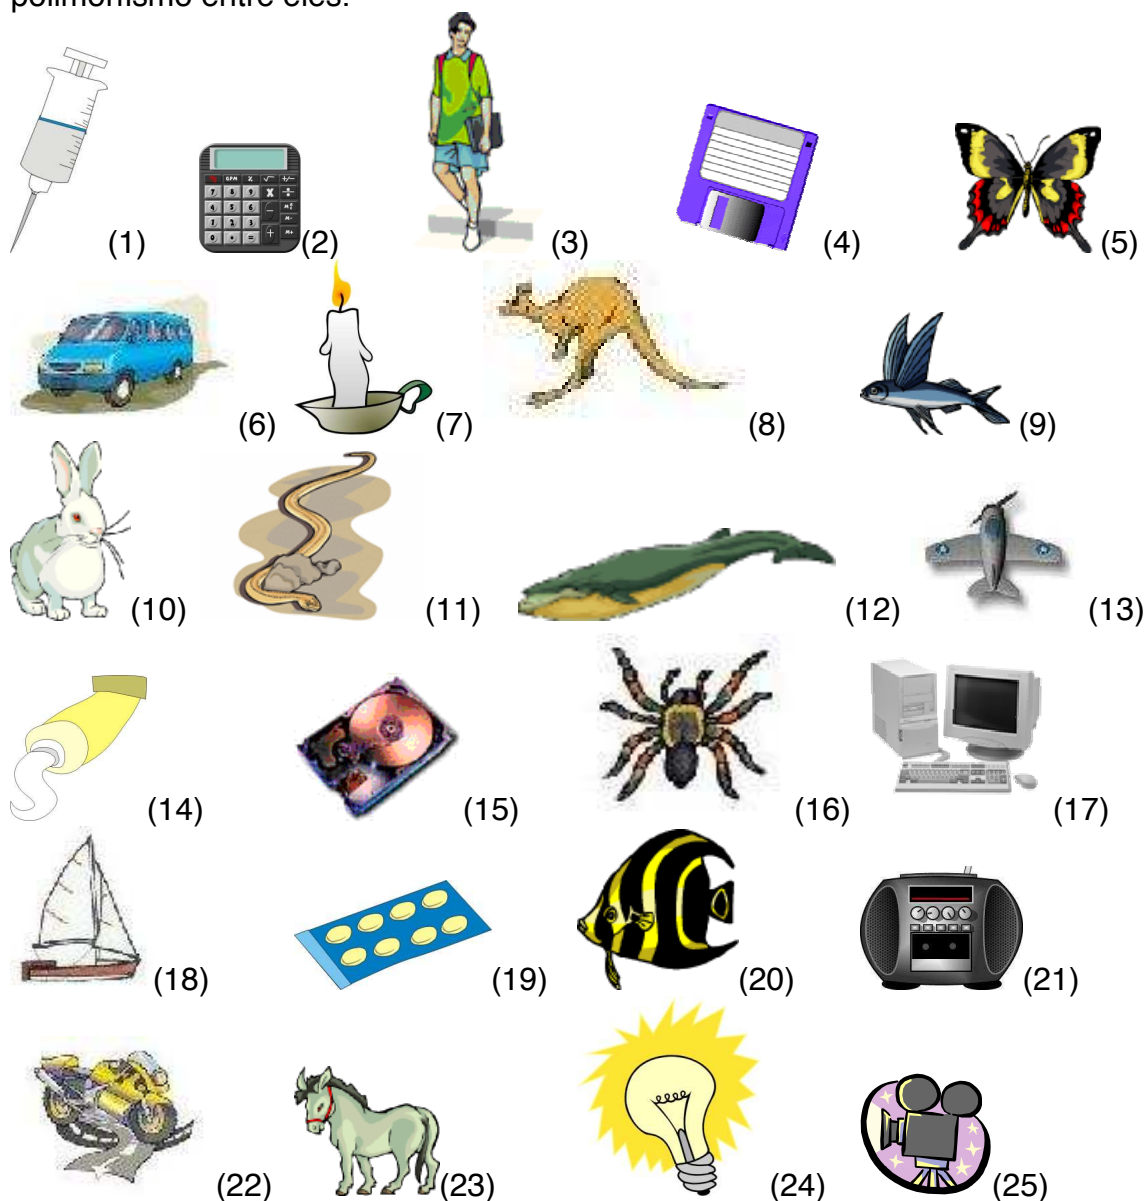 polimorfismo entre eles.
(1) (2) (3) (4) (5)
(6) (7) (8) (9)
(10) (11) (12) (13)
(14) (15) (16) (17)
(18) (19) (20) (21)
(22) (23) (24) (25)